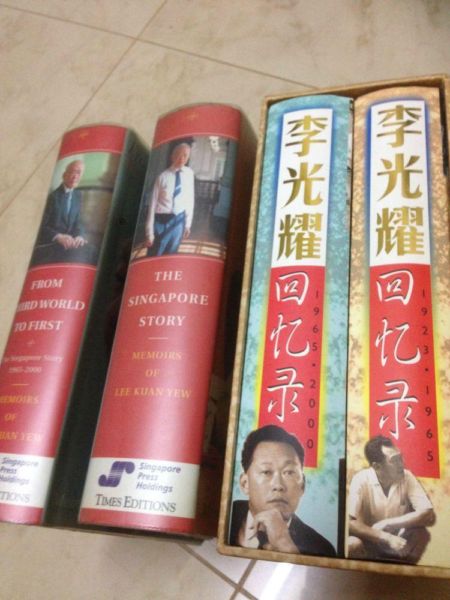 FROM
THIRD WORLD
TO FIRST
The Singapore Story
1965-2000
MEMOIRS
OF
KUAN YEW
Singapore
Press
Holdings
EDITIONS
THE
SINGAPORE
STORY
MEMOIRS
OF
LEE KUAN YEW
Singapore
Press
Holdings
TIMES EDITIONS
李光耀
回忆录
1965·2000
李光耀
回忆录
1923·1965